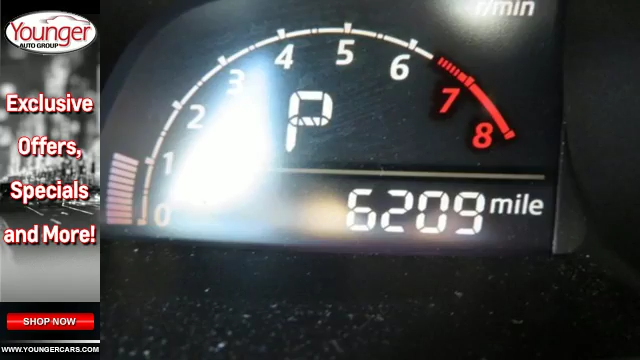 Younger
AUTO GROUP
Exclusive
Offers,
Specials
and More!
SHOP NOW
WWW.YOUNGERCARS.COM
r/min
0
1
2
3
4
5
6
7
8
P
6209 mile